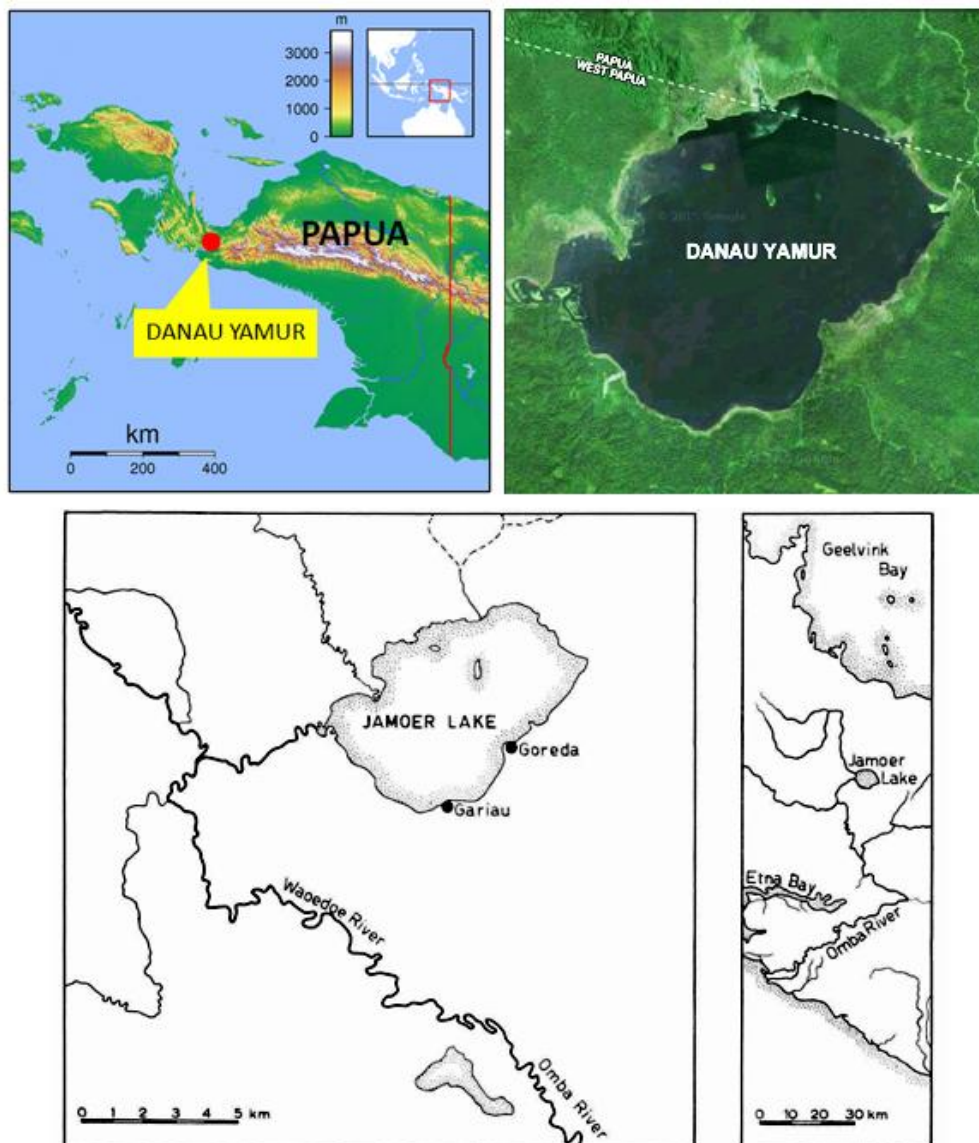 m
3000
2000
1000
0
PAPUA
DANAU YAMUR
km
0 200 400
PAPUA
WEST PAPUA
© 2015 Google
DANAU YAMUR
JAMOER LAKE
Goreda
Gariau
Waoedoe River
Omba River
0 1 2 3 4 5 km
Geelvink
Bay
Jamoer
Lake
Etna Bay
Omba River
0 10 20 30 km